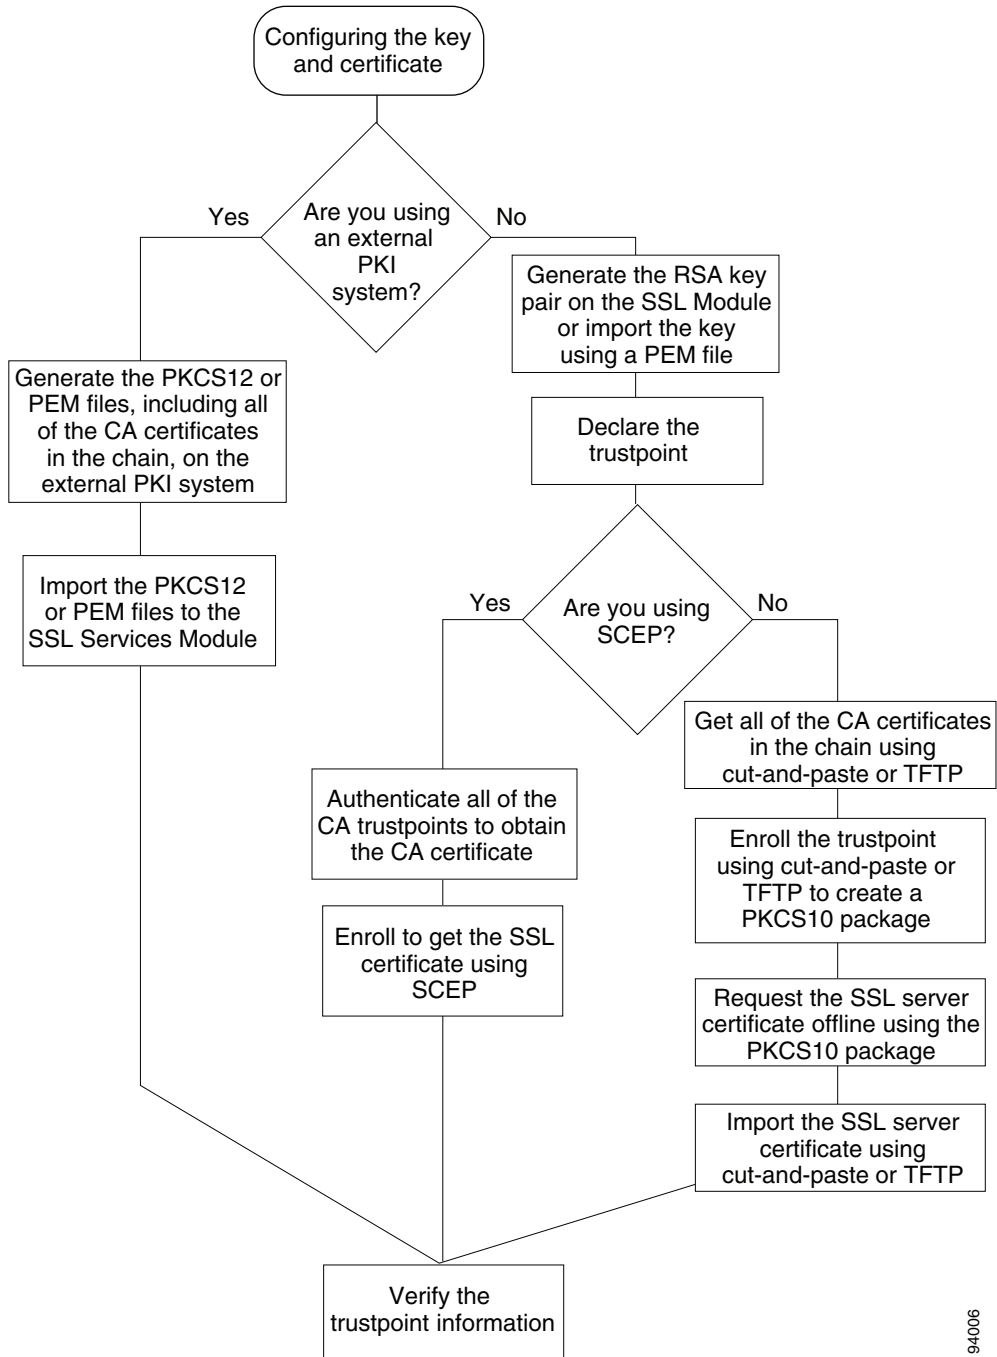 Configuring the key
and certificate
Are you using
an external
PKI
system?
Yes
No
Generate the RSA key
pair on the SSL Module
or import the key
using a PEM file
Generate the PKCS12 or
PEM files, including all
of the CA certificates
in the chain, on the
external PKI system
Declare the
trustpoint
Import the PKCS12
or PEM files to the
SSL Services Module
Are you using
SCEP?
Yes
No
Get all of the CA certificates
in the chain using
cut-and-paste or TFTP
Authenticate all of the
CA trustpoints to obtain
the CA certificate
Enroll the trustpoint
using cut-and-paste or
TFTP to create a
PKCS10 package
Enroll to get the SSL
certificate using
SCEP
Request the SSL server
certificate offline using the
PKCS10 package
Import the SSL server
certificate using
cut-and-paste or TFTP
Verify the
trustpoint information
94006